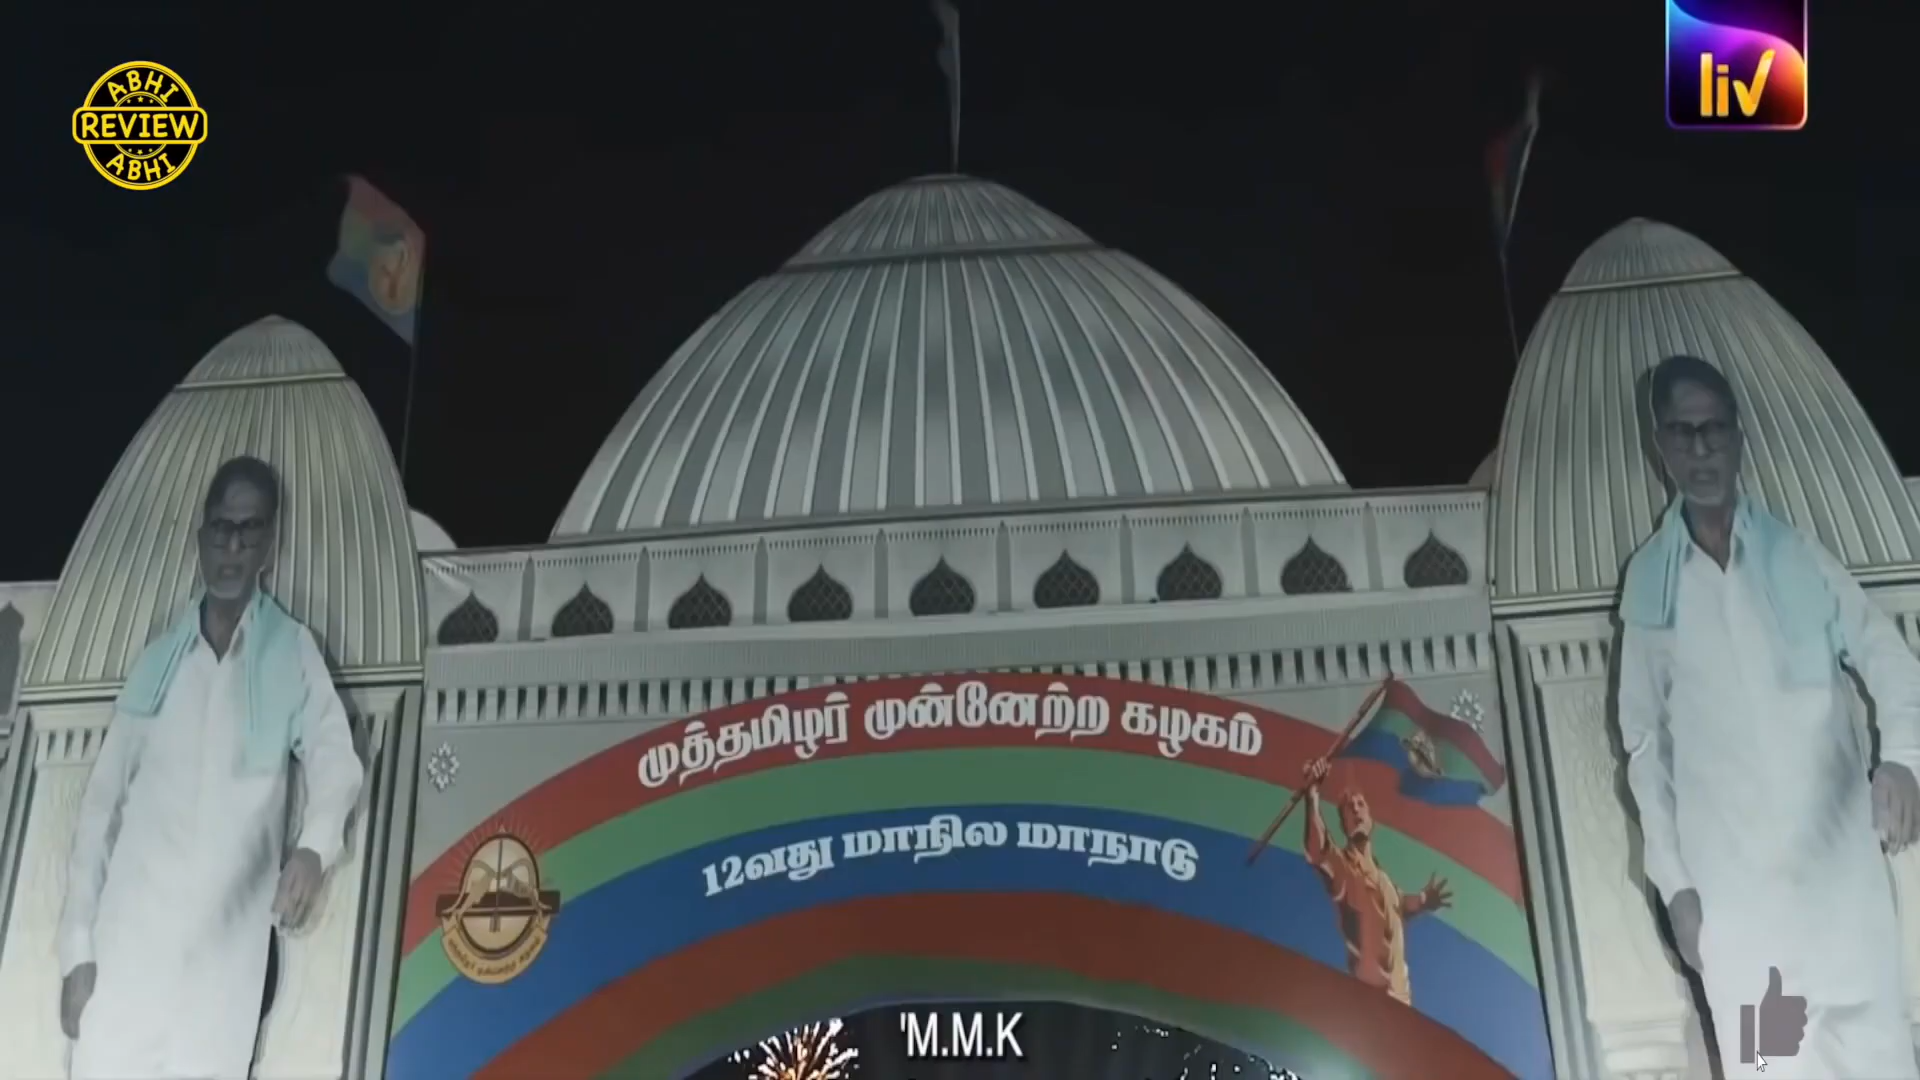 ABHI
REVIEW
ABHI
liv
முத்தமிழர் முன்னேற்ற கழகம்
12வது மாநில மாநாடு
'M.M.K